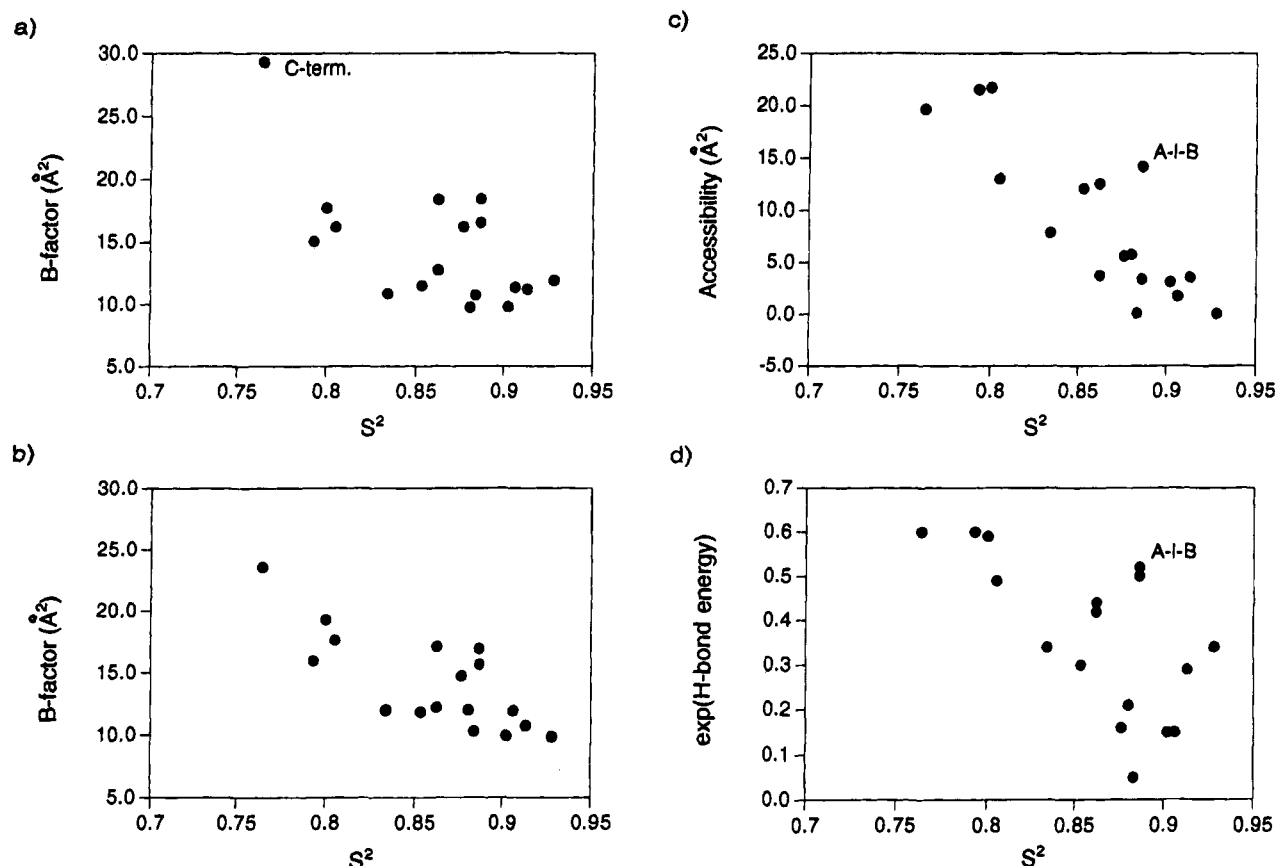 a)
30.0
25.0
20.0
15.0
10.0
5.0
B-factor (Å²)
C-term.
0.7 0.75 0.8 0.85 0.9 0.95
S²
c)
25.0
20.0
15.0
10.0
5.0
0.0
-5.0
Accessibility (Å²)
A-I-B
0.7 0.75 0.8 0.85 0.9 0.95
S²
b)
30.0
25.0
20.0
15.0
10.0
5.0
B-factor (Å²)
0.7 0.75 0.8 0.85 0.9 0.95
S²
d)
0.7
0.6
0.5
0.4
0.3
0.2
0.1
0.0
exp(H-bond energy)
A-I-B
0.7 0.75 0.8 0.85 0.9 0.95
S²